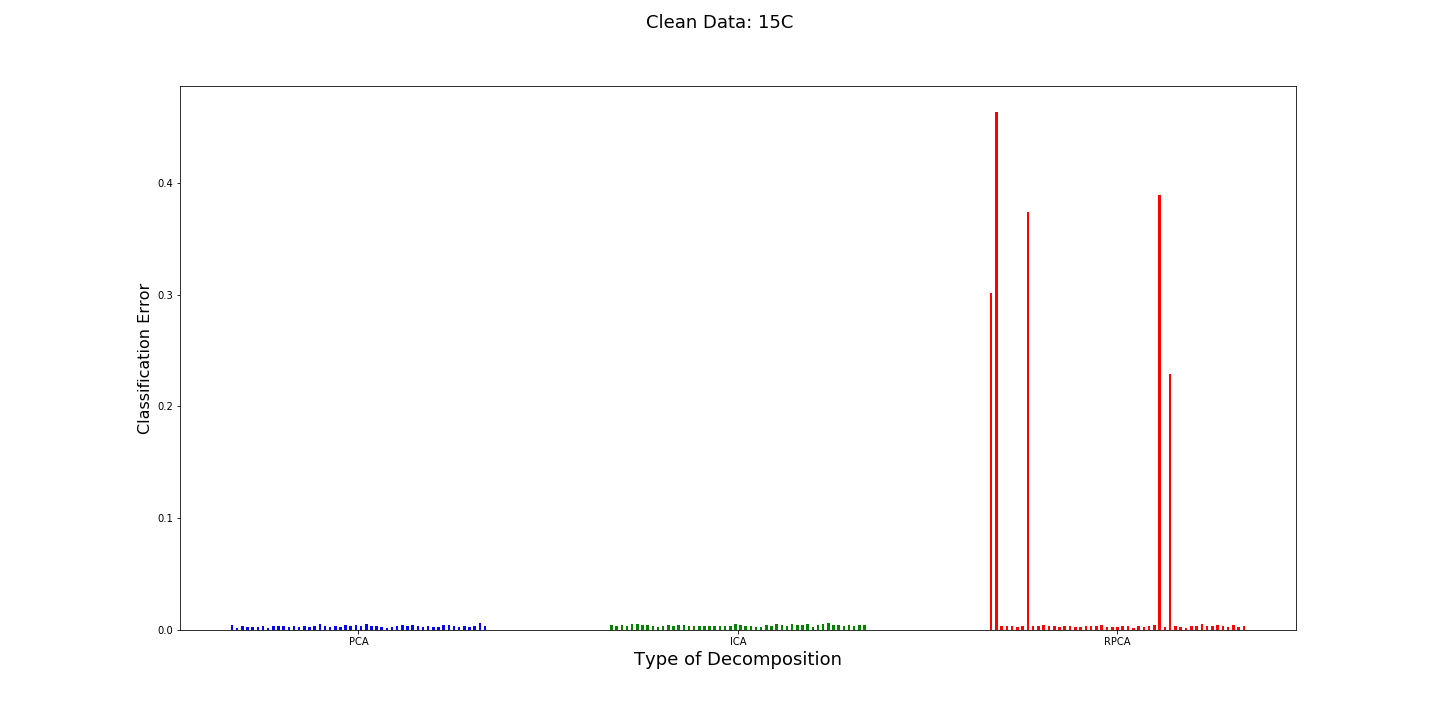 Clean Data: 15C
0.4
0.3
0.2
0.1
0.0
Classification Error
PCA
ICA
RPCA
Type of Decomposition